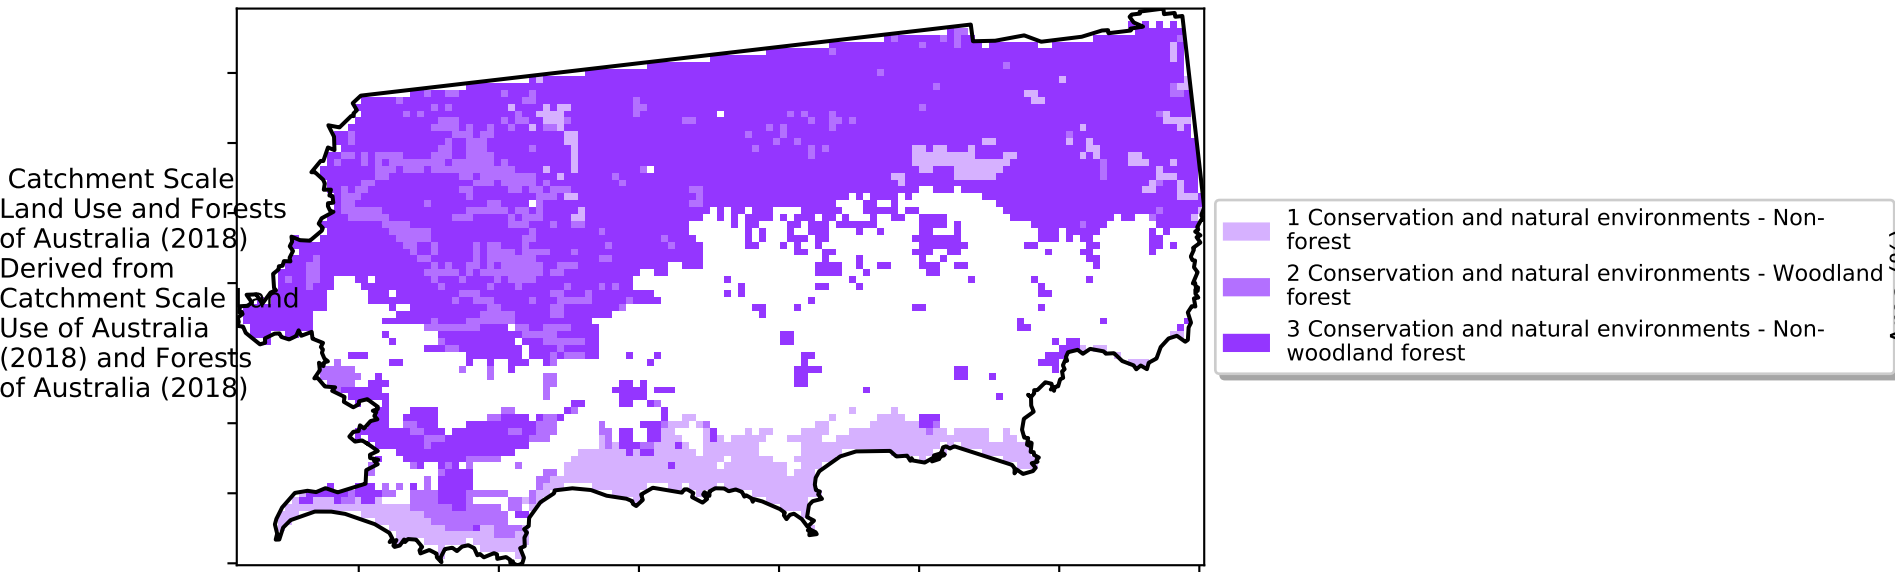 Catchment Scale
Land Use and Forests
of Australia (2018)
Derived from
Catchment Scale Land
Use of Australia
(2018) and Forests
of Australia (2018)
1 Conservation and natural environments - Non-
forest
2 Conservation and natural environments - Woodland
forest
3 Conservation and natural environments - Non-
woodland forest